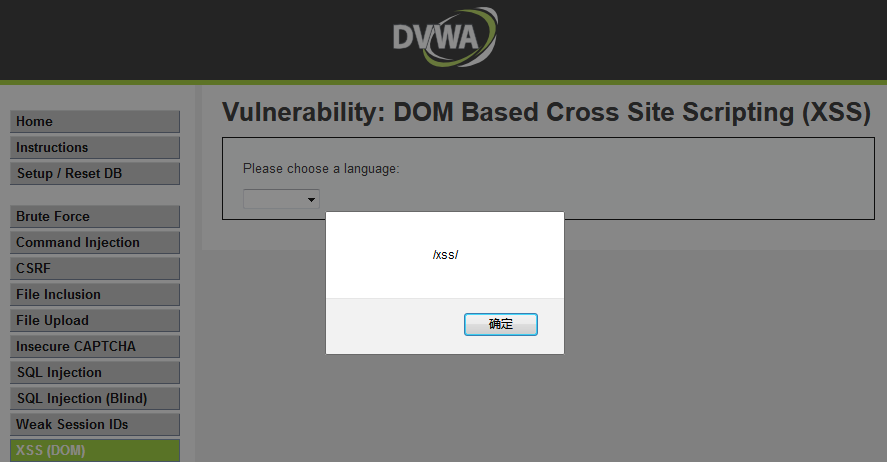 DVWA
Vulnerability: DOM Based Cross Site Scripting (XSS)
Home
Instructions
Setup / Reset DB
Brute Force
Command Injection
CSRF
File Inclusion
File Upload
Insecure CAPTCHA
SQL Injection
SQL Injection (Blind)
Weak Session IDs
XSS (DOM)
Please choose a language:
/xss/
确定